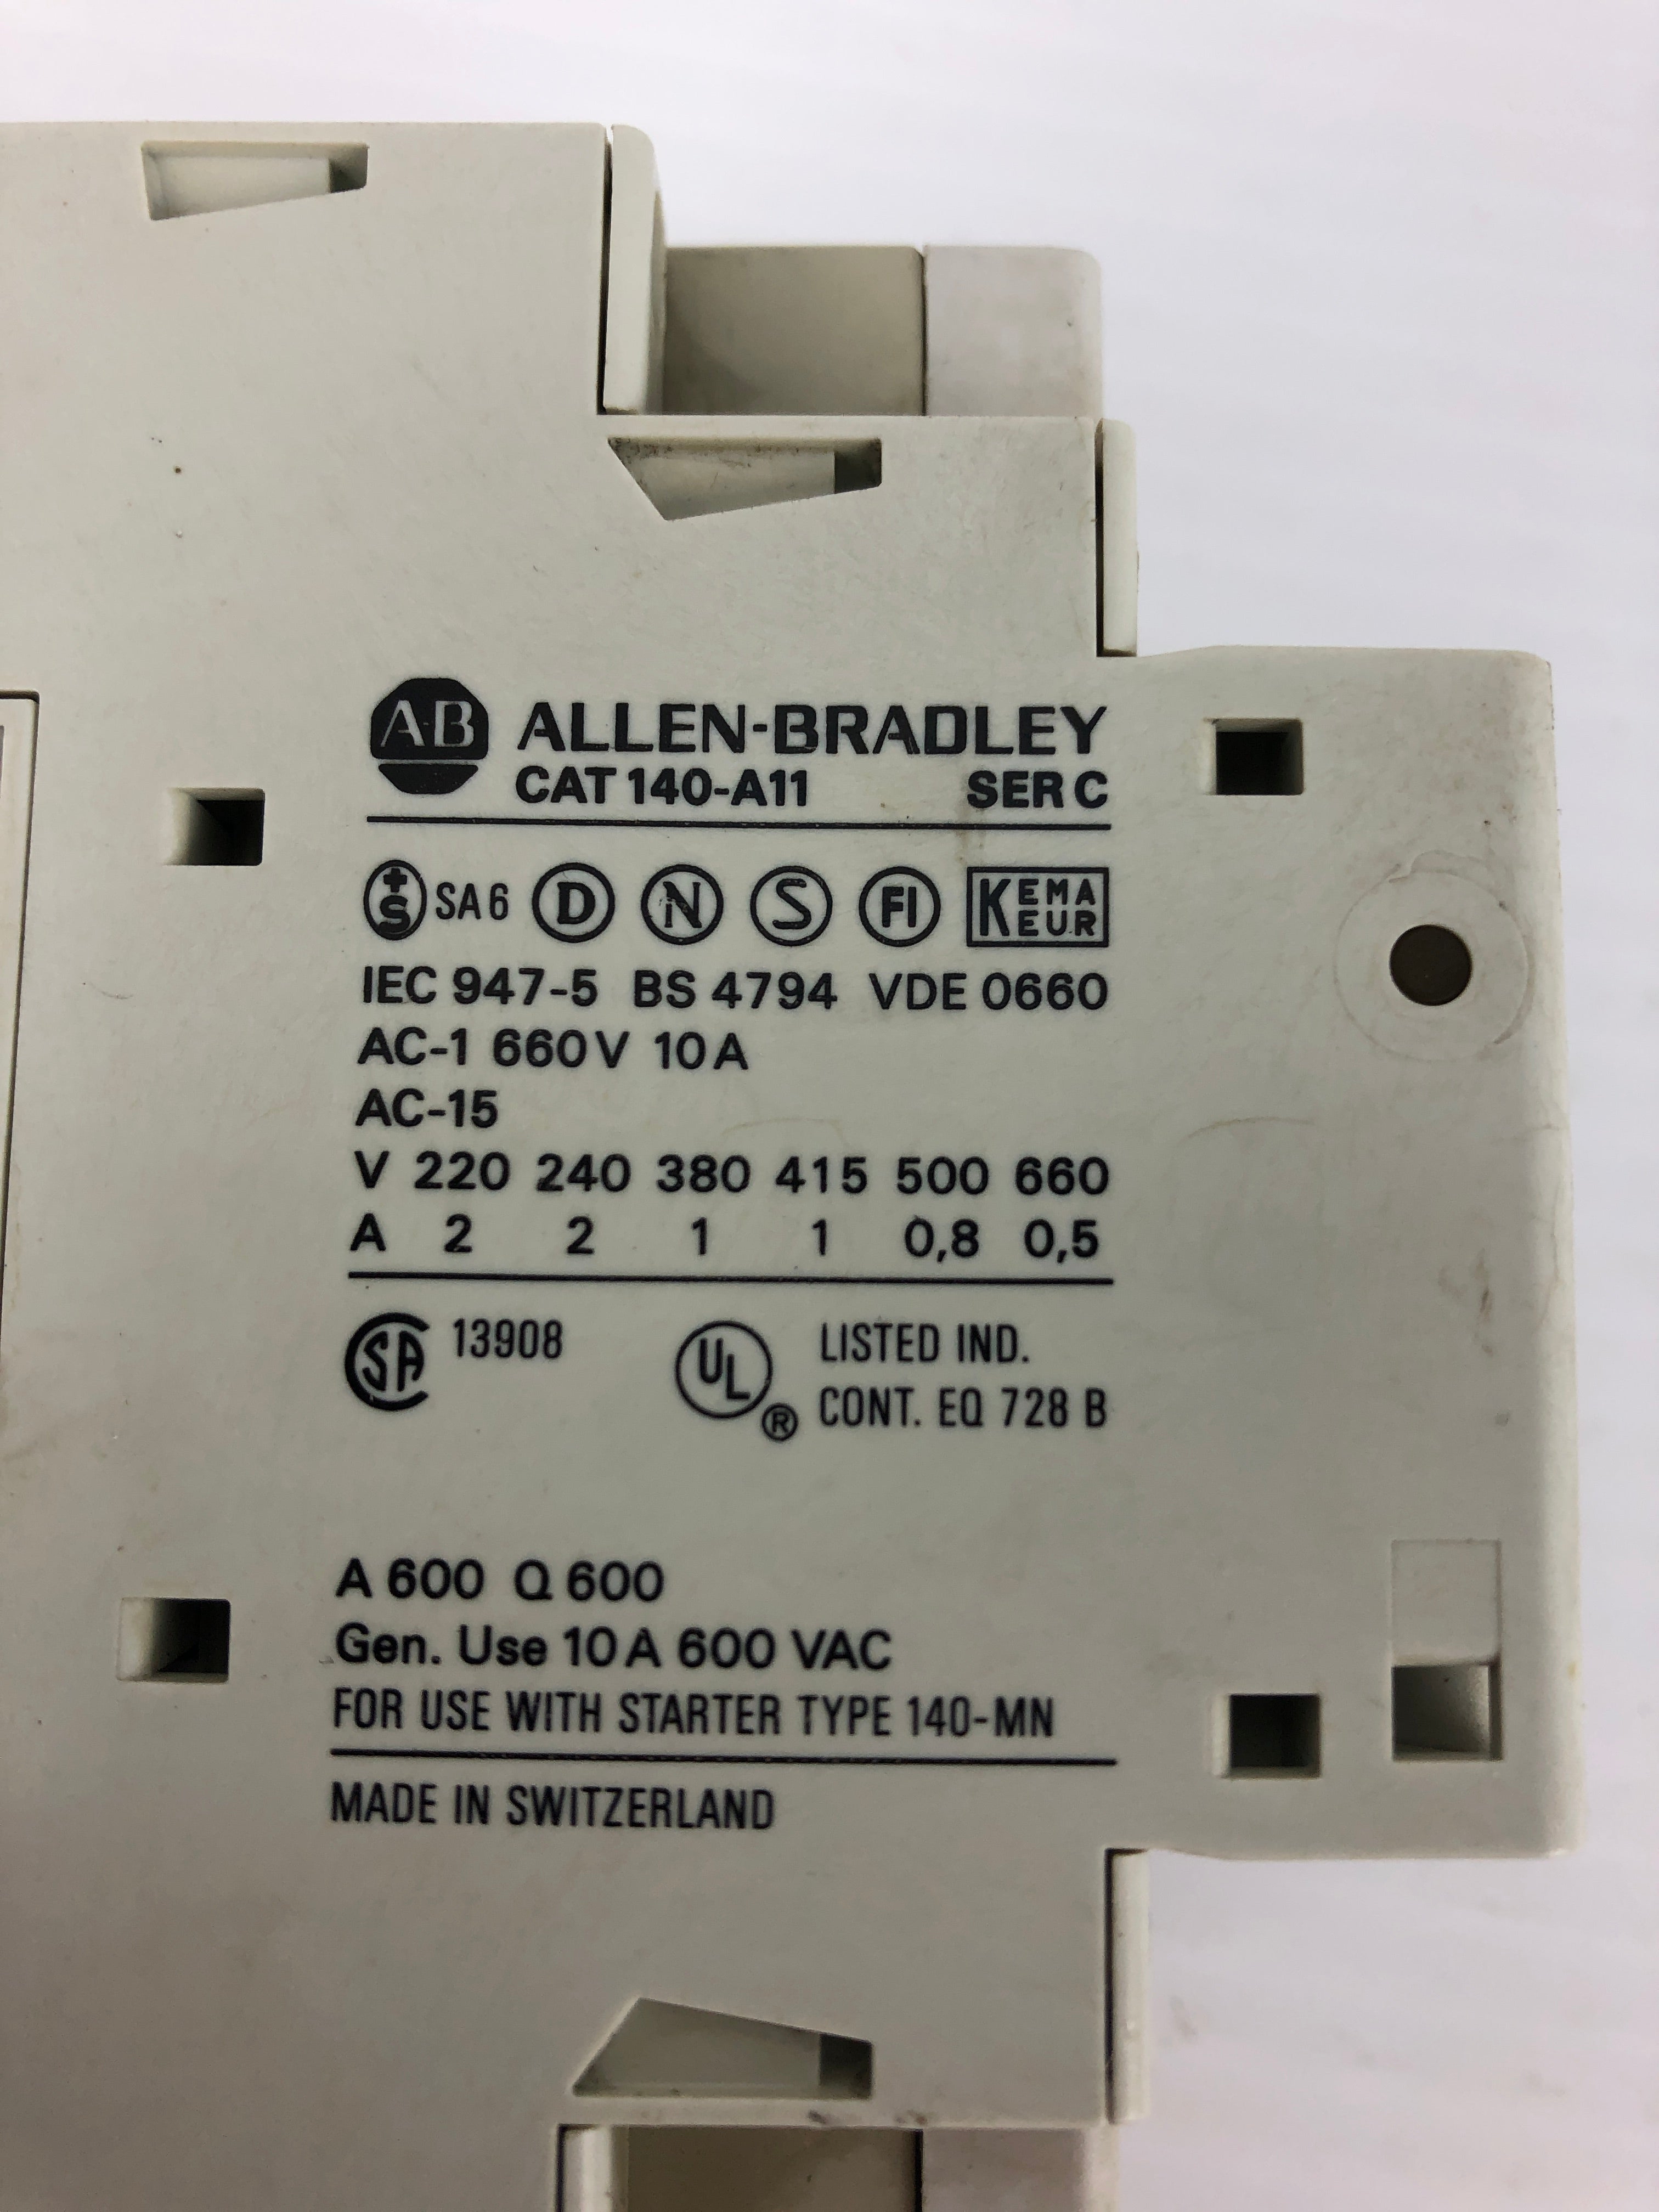 AB ALLEN-BRADLEY
CAT 140-A11 SER C
+S SA6 D N S FI KEMA EUR
IEC 947-5 BS 4794 VDE 0660
AC-1 660V 10A
AC-15
V 220 240 380 415 500 660
A 2 2 1 1 0,8 0,5
SA 13908 UL ® LISTED IND.
CONT. EQ 728 B
A 600 Q 600
Gen. Use 10A 600 VAC
FOR USE WITH STARTER TYPE 140-MN
MADE IN SWITZERLAND